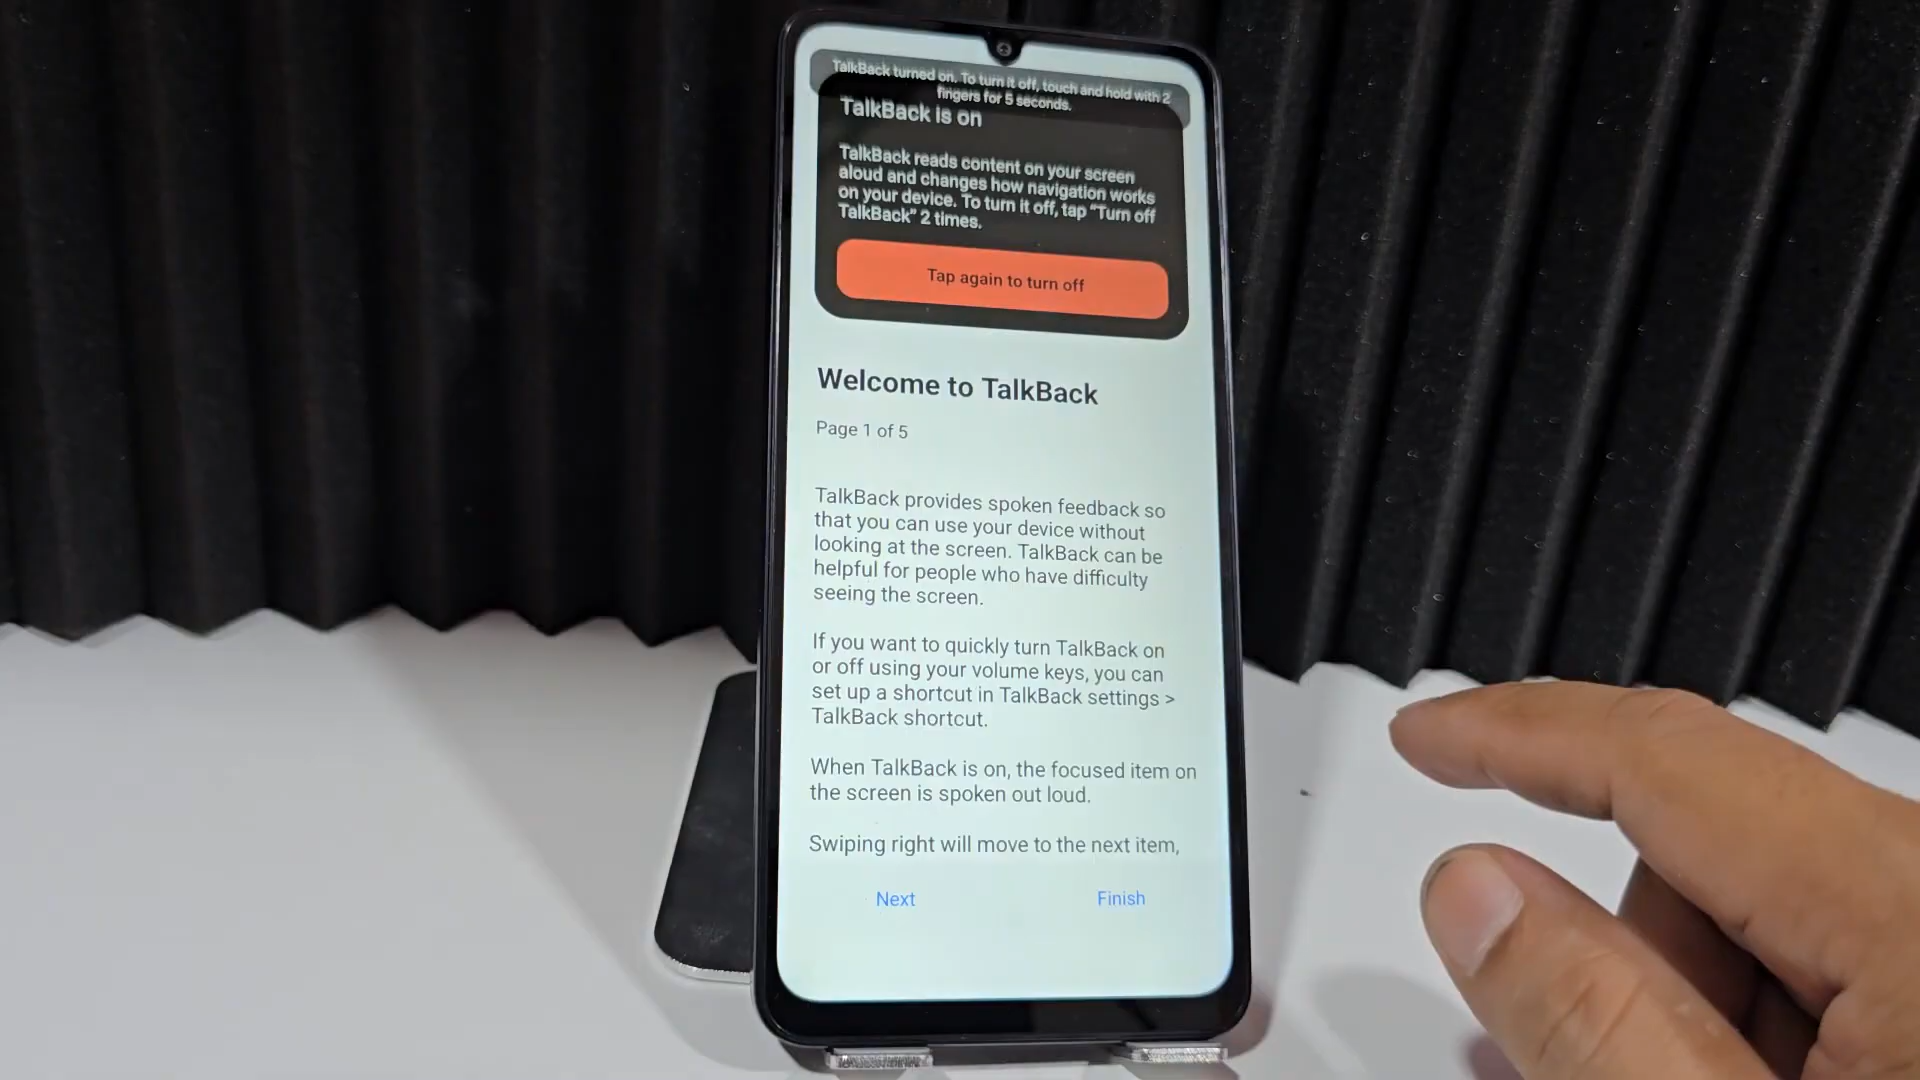 TalkBack turned on. To turn it off, touch and hold with 2
fingers for 5 seconds.
TalkBack is on
TalkBack reads content on your screen
aloud and changes how navigation works
on your device. To turn it off, tap "Turn off
TalkBack" 2 times.
Tap again to turn off
Welcome to TalkBack
Page 1 of 5
TalkBack provides spoken feedback so
that you can use your device without
looking at the screen. TalkBack can be
helpful for people who have difficulty
seeing the screen.
If you want to quickly turn TalkBack on
or off using your volume keys, you can
set up a shortcut in TalkBack settings >
TalkBack shortcut.
When TalkBack is on, the focused item on
the screen is spoken out loud.
Swiping right will move to the next item,
Next
Finish